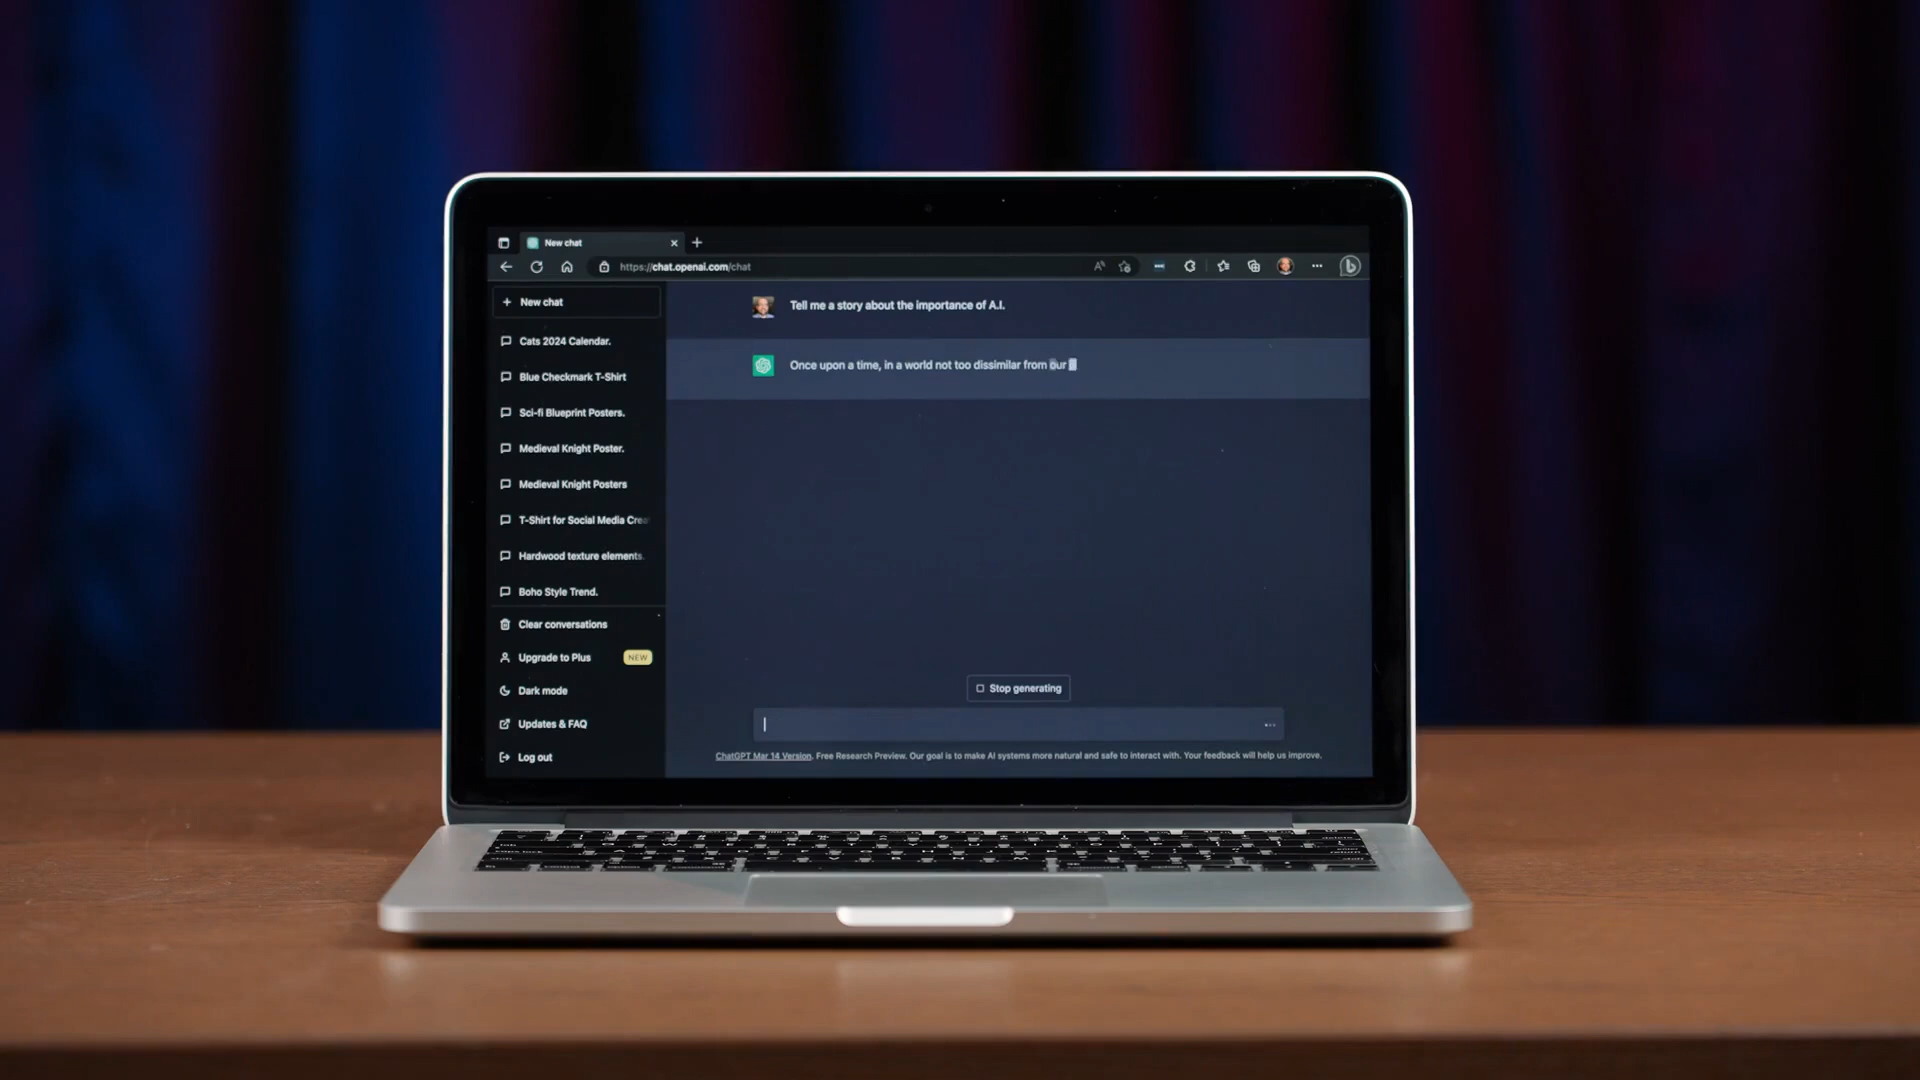 New chat
https://chat.openai.com/chat
New chat
Cats 2024 Calendar.
Blue Checkmark T-Shirt
Sci-fi Blueprint Posters.
Medieval Knight Poster.
Medieval Knight Posters
T-Shirt for Social Media Crea
Hardwood texture elements.
Boho Style Trend.
Clear conversations
Upgrade to Plus NEW
Dark mode
Updates & FAQ
Log out
Tell me a story about the importance of A.I.
Once upon a time, in a world not too dissimilar from our
Stop generating
ChatGPT Mar 14 Version. Free Research Preview. Our goal is to make AI systems more natural and safe to interact with. Your feedback will help us improve.